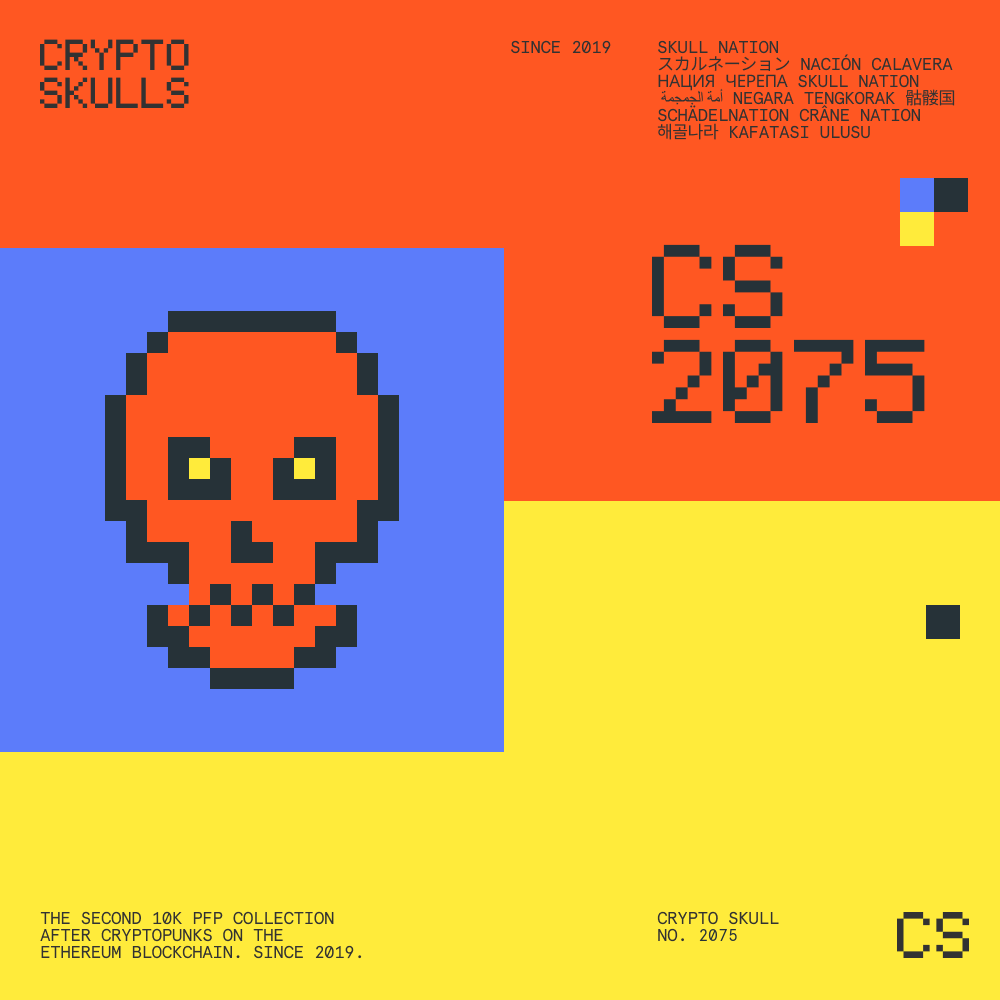 CRYPTO
SKULLS
SINCE 2019
SKULL NATION
スカルネーション NACIÓN CALAVERA
НАЦИЯ ЧЕРЕПА SKULL NATION
أمة الجمجمة NEGARA TENGKORAK 骷髅国
SCHÄDELNATION CRÂNE NATION
해골나라 KAFATASI ULUSU
CS
2075
THE SECOND 10K PFP COLLECTION
AFTER CRYPTOPUNKS ON THE
ETHEREUM BLOCKCHAIN. SINCE 2019.
CRYPTO SKULL
NO. 2075
CS